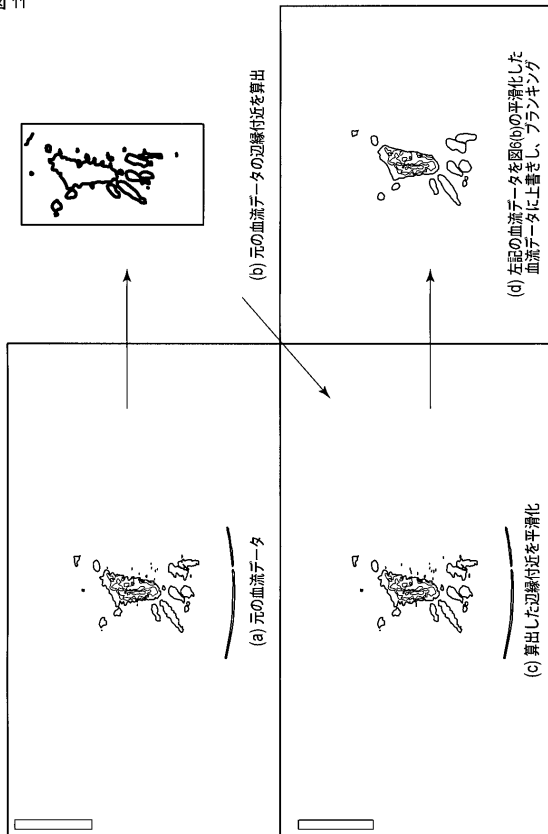 図 11
(a) 元の血流データ
(b) 元の血流データの辺縁付近を算出
(c) 算出した辺縁付近を平滑化
(d) 左記の血流データを図6(b)の平滑化した
血流データに上書きし、ブランキング